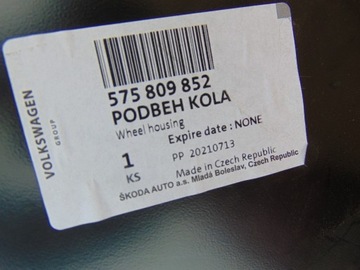 VOLKSWAGEN
GROUP
575 809 852
PODBEH KOLA
Wheel housing
Expire date : NONE
1
KS
PP 20210713
Made in Czech Republic
ŠKODA AUTO a.s. Mladá Boleslav, Czech Republic